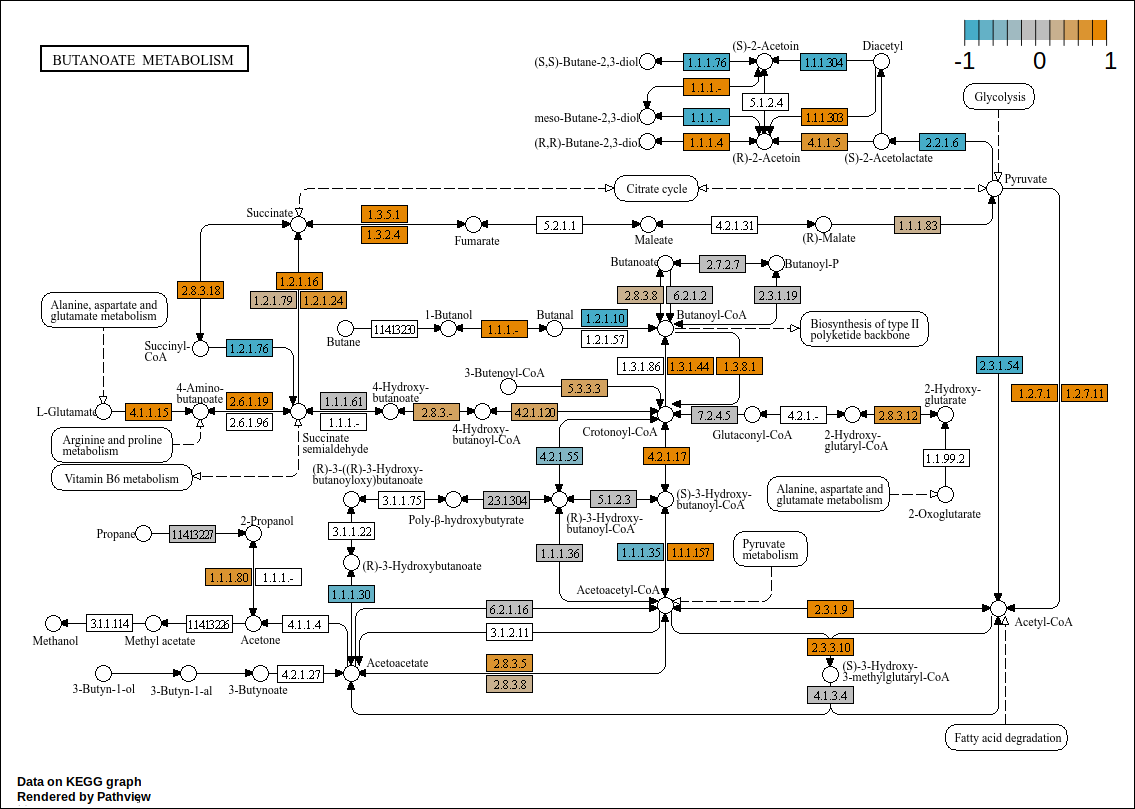 BUTANOATE METABOLISM
-1 0 1
(S)-2-Acetoin
Diacetyl
(S,S)-Butane-2,3-diol
1.1.1.76
1.1.1.304
1.1.1.-
5.1.2.4
Glycolysis
meso-Butane-2,3-diol
1.1.1.-
1.1.1.303
(R,R)-Butane-2,3-diol
1.1.1.4
4.1.1.5
2.2.1.6
(R)-2-Acetoin
(S)-2-Acetolactate
Pyruvate
Citrate cycle
Succinate
1.3.5.1
1.3.2.4
Fumarate
5.2.1.1
Maleate
4.2.1.31
(R)-Malate
1.1.1.83
Butanoate
2.7.2.7
Butanoyl-P
2.8.3.18
1.2.1.16
1.2.1.79
1.2.1.24
2.8.3.8
6.2.1.2
2.3.1.19
Alanine, aspartate and
glutamate metabolism
1-Butanol
Butanal
1.2.1.10
Butanoyl-CoA
Butane
11413230
1.1.1.-
1.2.1.57
Biosynthesis of type II
polyketide backbone
Succinyl-
CoA
1.2.1.76
1.3.1.86
1.3.1.44
1.3.8.1
2.3.1.54
3-Butenoyl-CoA
5.3.3.3
1.2.7.1
1.2.7.11
4-Amino-
butanoate
2.6.1.19
1.1.1.61
4-Hydroxy-
butanoate
2-Hydroxy-
glutarate
L-Glutamate
4.1.1.15
2.6.1.96
1.1.1.-
2.8.3.-
4.2.1.120
7.2.4.5
4.2.1.-
2.8.3.12
4-Hydroxy-
butanoyl-CoA
Crotonoyl-CoA
Glutaconyl-CoA
2-Hydroxy-
glutaryl-CoA
Arginine and proline
metabolism
Succinate
semialdehyde
4.2.1.55
4.2.1.17
1.1.99.2
Vitamin B6 metabolism
(R)-3-((R)-3-Hydroxy-
butanoyloxy)butanoate
3.1.1.75
23.1304
5.1.2.3
(S)-3-Hydroxy-
butanoyl-CoA
Alanine, aspartate and
glutamate metabolism
2-Oxoglutarate
Poly-β-hydroxybutyrate
(R)-3-Hydroxy-
butanoyl-CoA
Propane
11413227
2-Propanol
3.1.1.22
1.1.1.36
1.1.1.35
1.1.1.157
Pyruvate
metabolism
(R)-3-Hydroxybutanoate
1.1.1.80
1.1.1.-
1.1.1.30
Acetoacetyl-CoA
6.2.1.16
2.3.1.9
Methanol
3.1.1.114
Methyl acetate
11413226
Acetone
4.1.1.4
3.1.2.11
Acetyl-CoA
2.3.3.10
Acetoacetate
2.8.3.5
2.8.3.8
(S)-3-Hydroxy-
3-methylglutaryl-CoA
3-Butyn-1-ol
3-Butyn-1-al
3-Butynoate
4.2.1.27
4.1.3.4
Fatty acid degradation
Data on KEGG graph
Rendered by Pathview